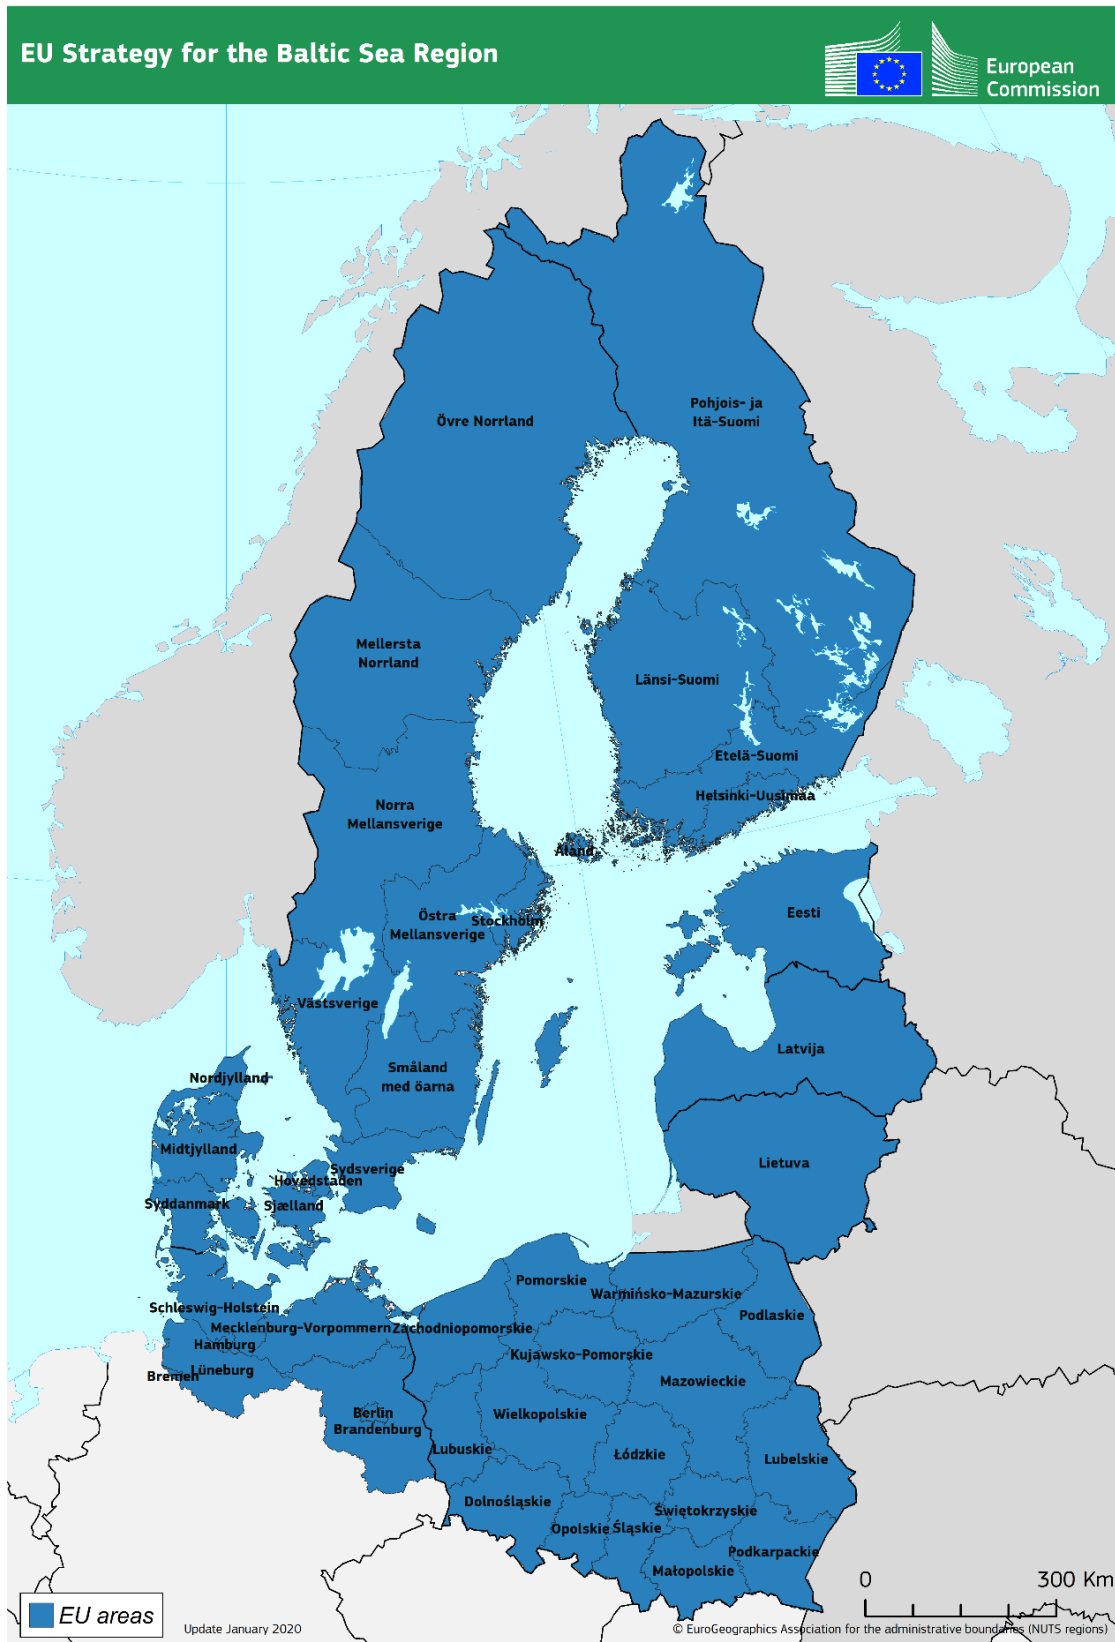 EU Strategy for the Baltic Sea Region
European
Commission
Övre Norrland
Pohjois- ja
Itä-Suomi
Mellersta
Norrland
Länsi-Suomi
Etelä-Suomi
Helsinki-Uusimaa
Norra
Mellansverige
Åland
Östra
Mellansverige
Stockholm
Eesti
Västsverige
Latvija
Småland
med öarna
Nordjylland
Midtjylland
Lietuva
Sydsverige
Hovedstaden
Syddanmark
Sjælland
Pomorskie
Warmińsko-Mazurskie
Schleswig-Holstein
Podlaskie
Mecklenburg-Vorpommern
Zachodniopomorskie
Hamburg
Kujawsko-Pomorskie
Bremen
Lüneburg
Mazowieckie
Berlin
Brandenburg
Wielkopolskie
Lubuskie
Łódzkie
Lubelskie
Dolnośląskie
Świętokrzyskie
Opolskie
Śląskie
Podkarpackie
Małopolskie
0 300 Km
EU areas
Update January 2020
© EuroGeographics Association for the administrative boundaries (NUTS regions)